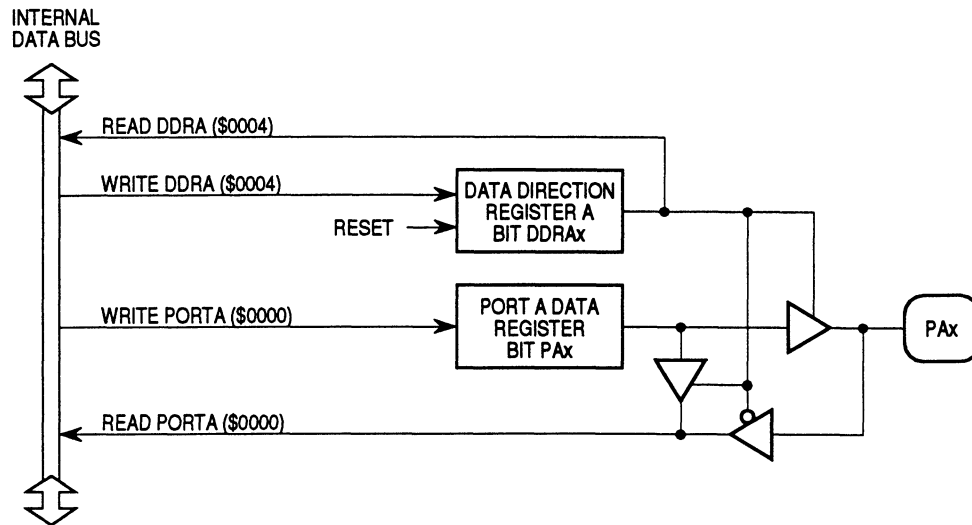 INTERNAL
DATA BUS
READ DDRA ($0004)
WRITE DDRA ($0004)
RESET
DATA DIRECTION
REGISTER A
BIT DDRAx
WRITE PORTA ($0000)
PORT A DATA
REGISTER
BIT PAx
PAx
READ PORTA ($0000)